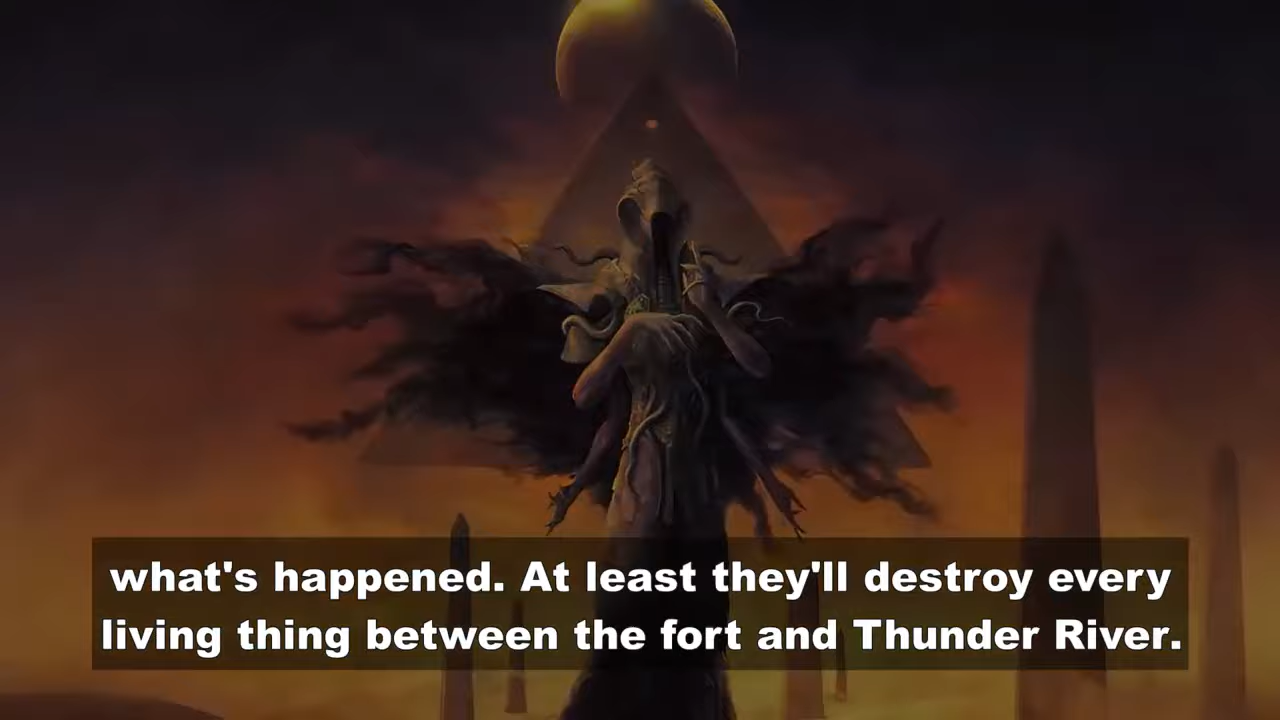 what's happened. At least they'll destroy every
living thing between the fort and Thunder River.